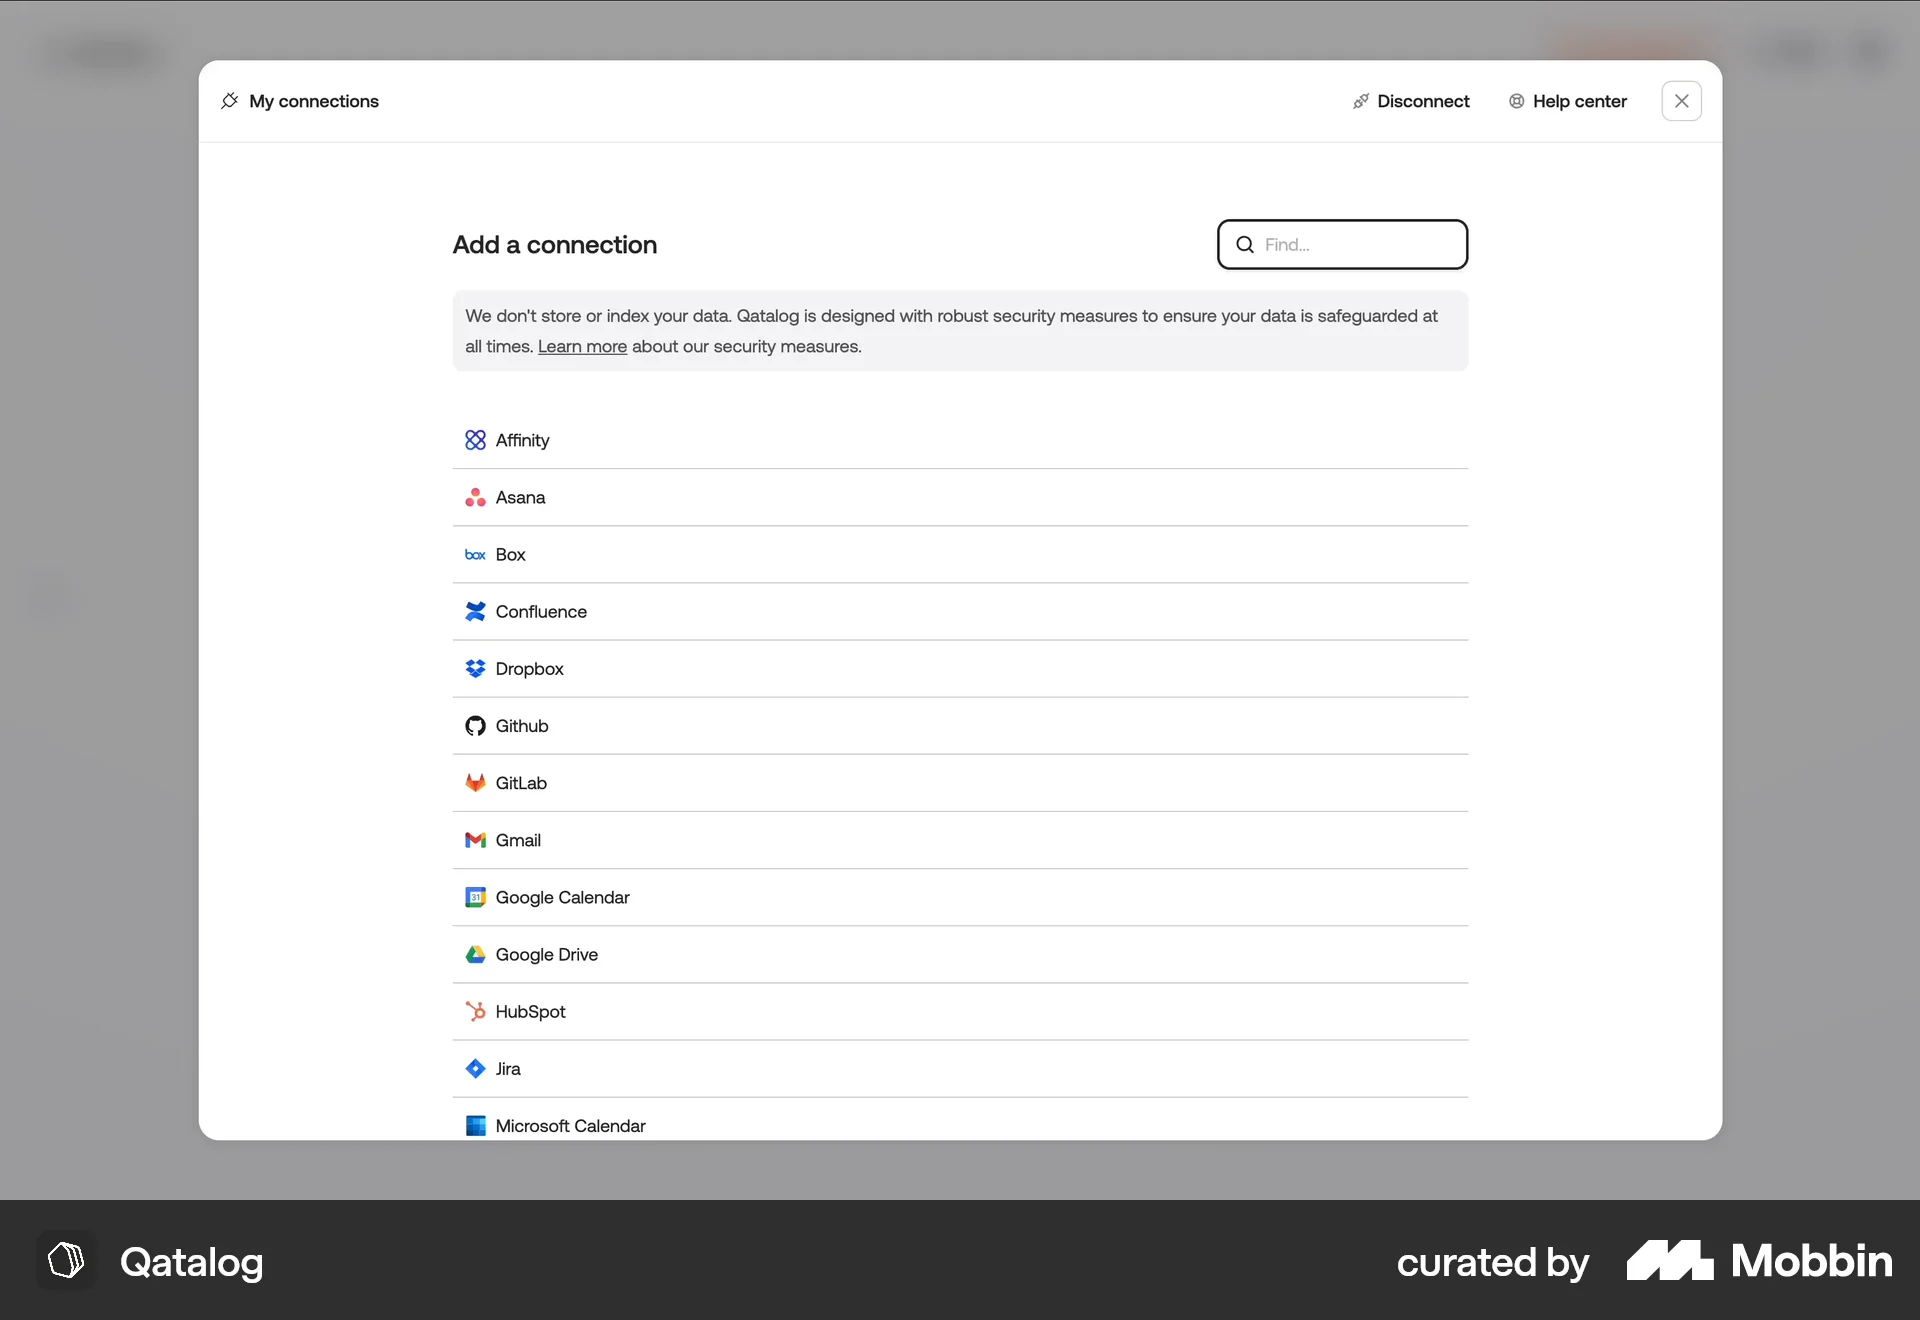 My connections
Disconnect
Help center
Add a connection
Find...
We don't store or index your data. Qatalog is designed with robust security measures to ensure your data is safeguarded at
all times. Learn more about our security measures.
Affinity
Asana
box Box
Confluence
Dropbox
Github
GitLab
Gmail
31 Google Calendar
Google Drive
HubSpot
Jira
Microsoft Calendar
Qatalog
curated by Mobbin